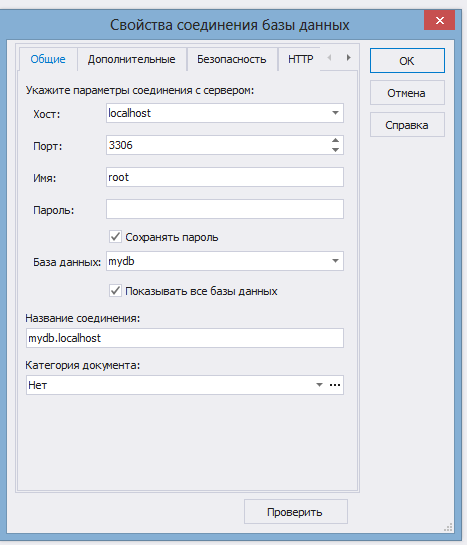 Свойства соединения базы данных
Общие Дополнительные Безопасность HTTP
Укажите параметры соединения с сервером:
Хост: localhost
Порт: 3306
Имя: root
Пароль:
Сохранять пароль
База данных: mydb
Показывать все базы данных
Название соединения:
mydb.localhost
Категория документа:
Нет ...
Проверить
OK
Отмена
Справка